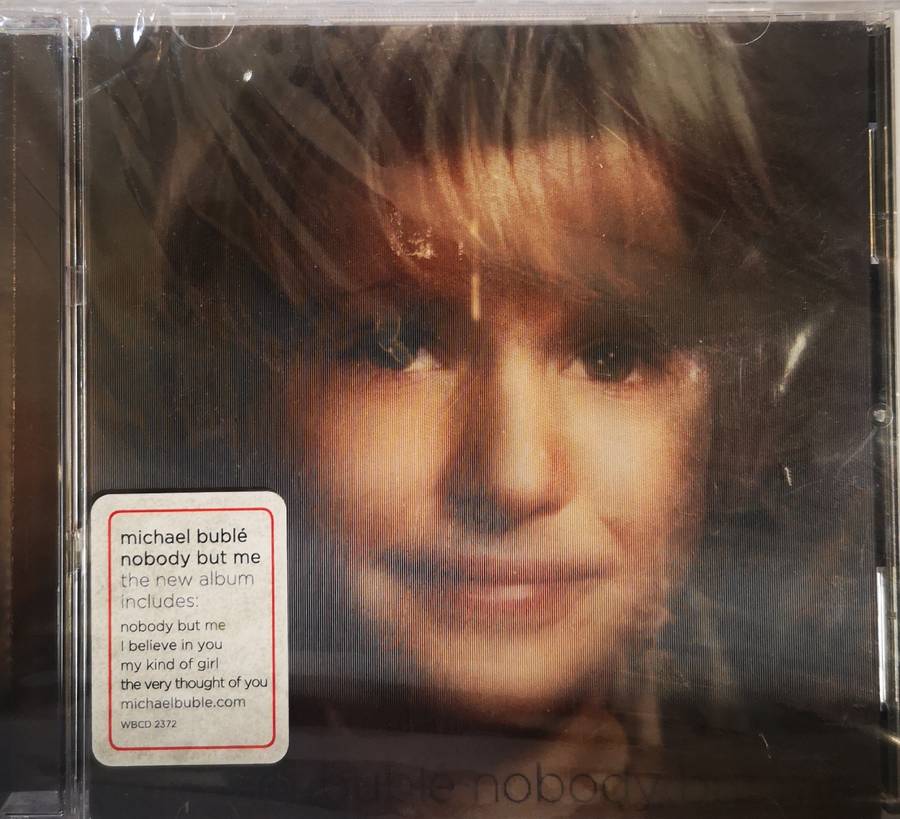 michael bublé
nobody but me
the new album
includes:
nobody but me
I believe in you
my kind of girl
the very thought of you
michaelbuble.com
WBCD 2372
buble nobody